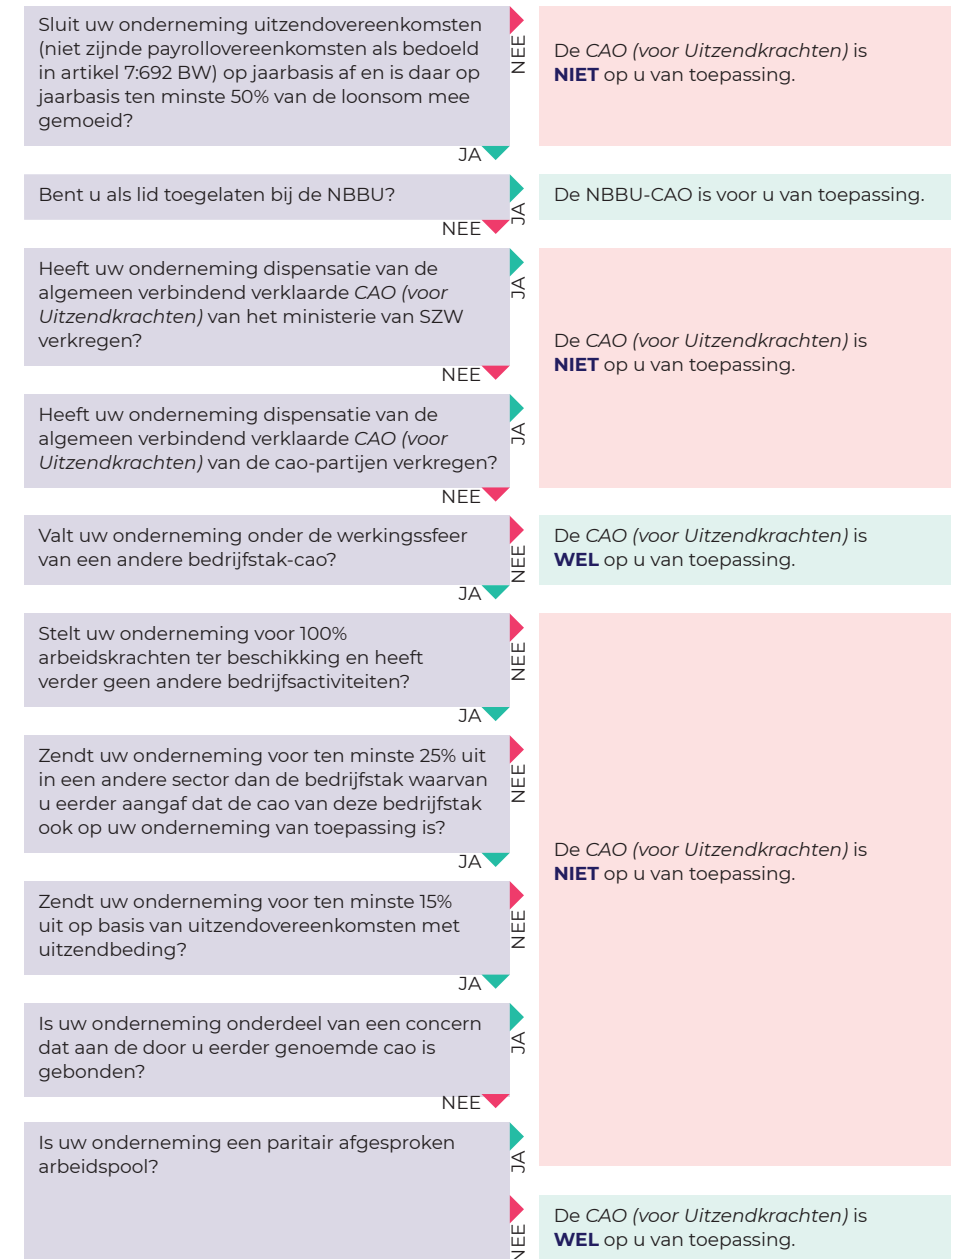 Sluit uw onderneming uitzendovereenkomsten
(niet zijnde payrollovereenkomsten als bedoeld
in artikel 7:692 BW) op jaarbasis af en is daar op
jaarbasis ten minste 50% van de loonsom mee
gemoeid?
NEE
De CAO (voor Uitzendkrachten) is
NIET op u van toepassing.
JA
Bent u als lid toegelaten bij de NBBU?
JA
De NBBU-CAO is voor u van toepassing.
NEE
Heeft uw onderneming dispensatie van de
algemeen verbindend verklaarde CAO (voor
Uitzendkrachten) van het ministerie van SZW
verkregen?
JA
De CAO (voor Uitzendkrachten) is
NIET op u van toepassing.
NEE
Heeft uw onderneming dispensatie van de
algemeen verbindend verklaarde CAO (voor
Uitzendkrachten) van de cao-partijen verkregen?
JA
NEE
Valt uw onderneming onder de werkingssfeer
van een andere bedrijfstak-cao?
NEE
De CAO (voor Uitzendkrachten) is
WEL op u van toepassing.
JA
Stelt uw onderneming voor 100%
arbeidskrachten ter beschikking en heeft
verder geen andere bedrijfsactiviteiten?
NEE
JA
Zendt uw onderneming voor ten minste 25% uit
in een andere sector dan de bedrijfstak waarvan
u eerder aangaf dat de cao van deze bedrijfstak
ook op uw onderneming van toepassing is?
NEE
De CAO (voor Uitzendkrachten) is
NIET op u van toepassing.
JA
Zendt uw onderneming voor ten minste 15%
uit op basis van uitzendovereenkomsten met
uitzendbeding?
NEE
JA
Is uw onderneming onderdeel van een concern
dat aan de door u eerder genoemde cao is
gebonden?
JA
NEE
Is uw onderneming een paritair afgesproken
arbeidspool?
JA
NEE
De CAO (voor Uitzendkrachten) is
WEL op u van toepassing.